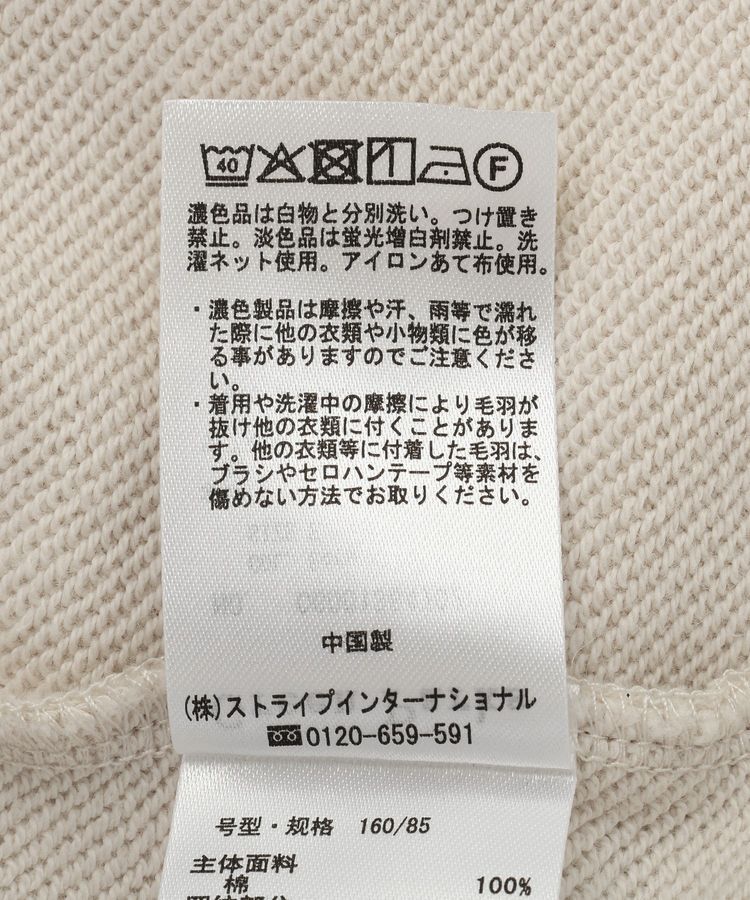 40 F
濃色品は白物と分別洗い。つけ置き
禁止。淡色品は蛍光増白剤禁止。洗
濯ネット使用。アイロンあて布使用。
・濃色製品は摩擦や汗、雨等で濡れ
た際に他の衣類や小物類に色が移
る事がありますのでご注意くださ
い。
・着用や洗濯中の摩擦により毛羽が
抜け他の衣類に付くことがありま
す。他の衣類等に付着した毛羽は、
ブラシやセロハンテープ等素材を
傷めない方法でお取りください。
中国製
(株)ストライプインターナショナル
0120-659-591
号型・规格 160/85
主体面料
棉 100%